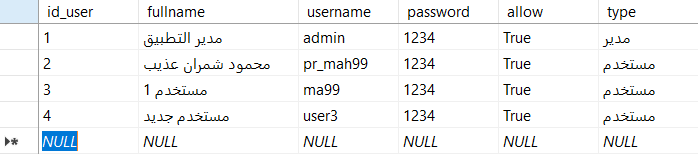 id_user fullname username password allow type
1 مدير التطبيق admin 1234 True مدير
2 محمود شمران عذيب pr_mah99 1234 True مستخدم
3 مستخدم 1 ma99 1234 True مستخدم
4 مستخدم جديد user3 1234 True مستخدم
NULL NULL NULL NULL NULL NULL